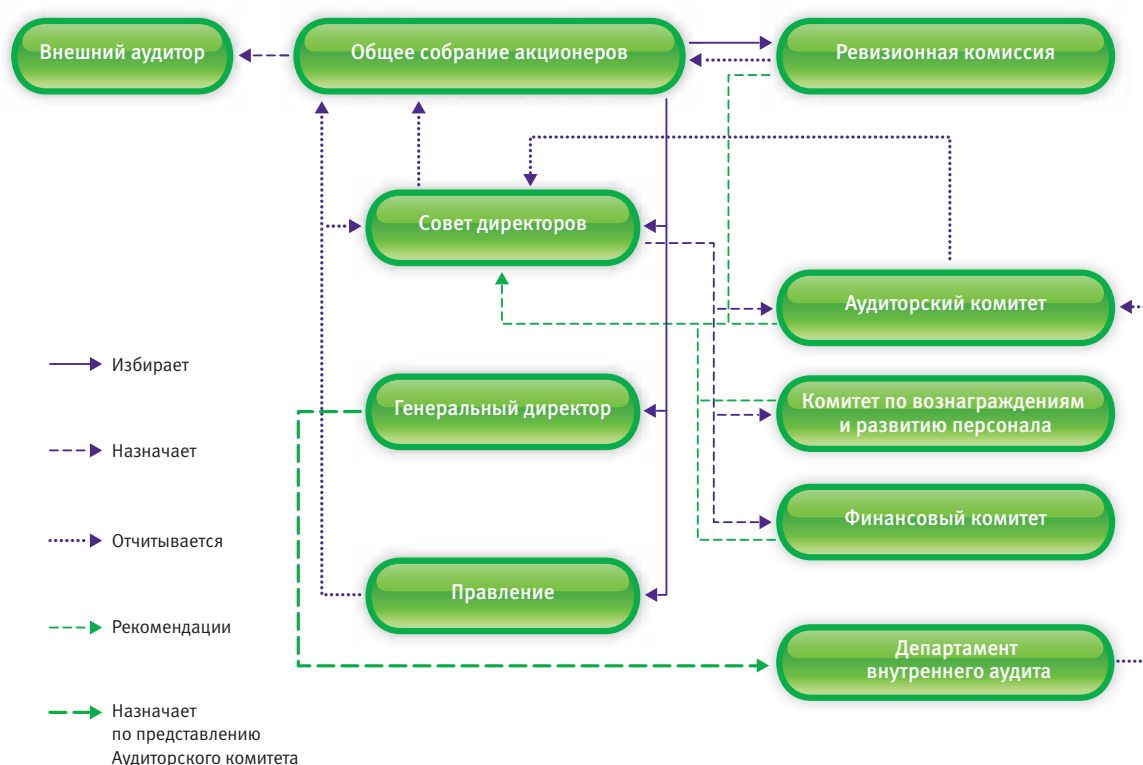 Внешний аудитор
Общее собрание акционеров
Ревизионная комиссия
Совет директоров
Аудиторский комитет
Генеральный директор
Комитет по вознаграждениям
и развитию персонала
Финансовый комитет
Правление
Департамент
внутреннего аудита
Избирает
Назначает
Отчитывается
Рекомендации
Назначает
по представлению
Аудиторского комитета